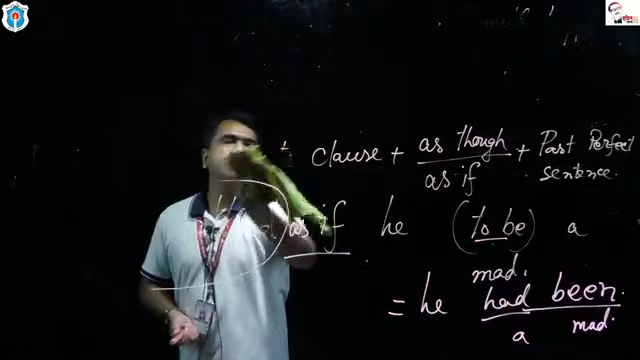 clause + as though + Past Perfect
as if sentence.
as if he (to be) a
mad.
= he had been
a mad.